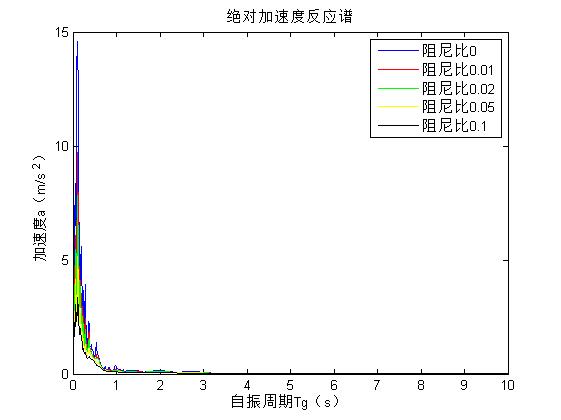 绝对加速度反应谱
阻尼比0
阻尼比0.01
阻尼比0.02
阻尼比0.05
阻尼比0.1
加速度a（m/s²）
15
10
5
0
0 1 2 3 4 5 6 7 8 9 10
自振周期Tg（s）